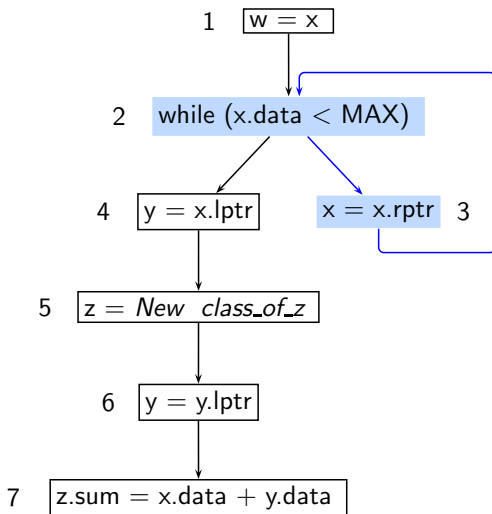 1 w = x
2 while (x.data < MAX)
4 y = x.lptr
x = x.rptr 3
5 z = New class_of_z
6 y = y.lptr
7 z.sum = x.data + y.data